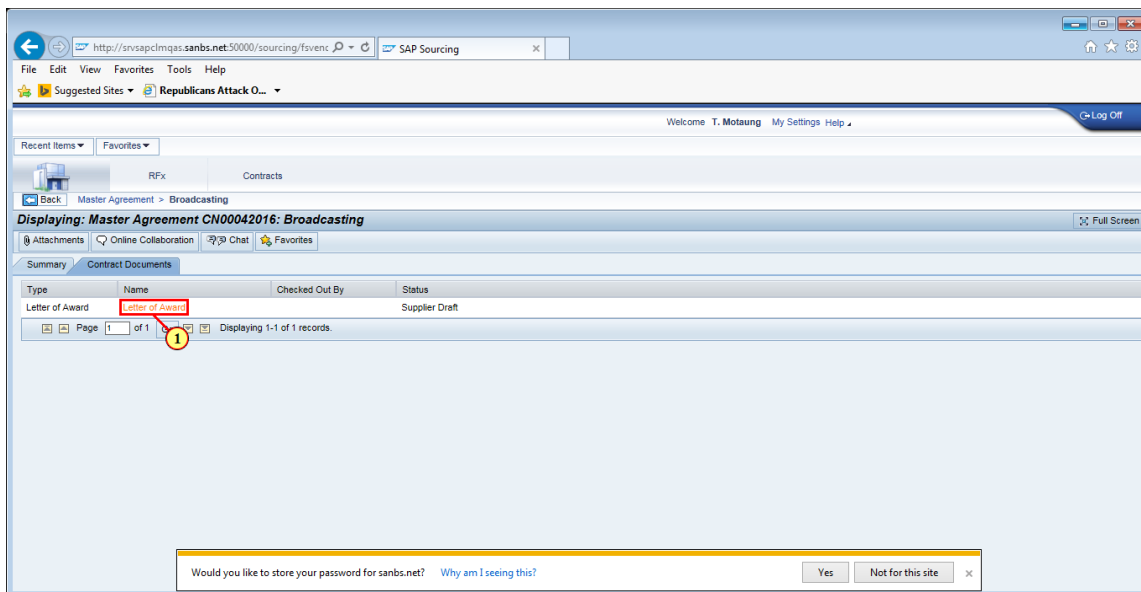 http://srvsapclmqas.sanbs.net:50000/sourcing/fsvenc
SAP Sourcing
File Edit View Favorites Tools Help
Suggested Sites Republicans Attack O...
Welcome T. Motaung My Settings Help
Log Off
Recent Items Favorites
RFx Contracts
Back Master Agreement > Broadcasting
Displaying: Master Agreement CN00042016: Broadcasting
Full Screen
Attachments Online Collaboration Chat Favorites
Summary Contract Documents
Type Name Checked Out By Status
Letter of Award Letter of Award Supplier Draft
Page 1 of 1 Displaying 1-1 of 1 records.
1
Would you like to store your password for sanbs.net? Why am I seeing this? Yes Not for this site